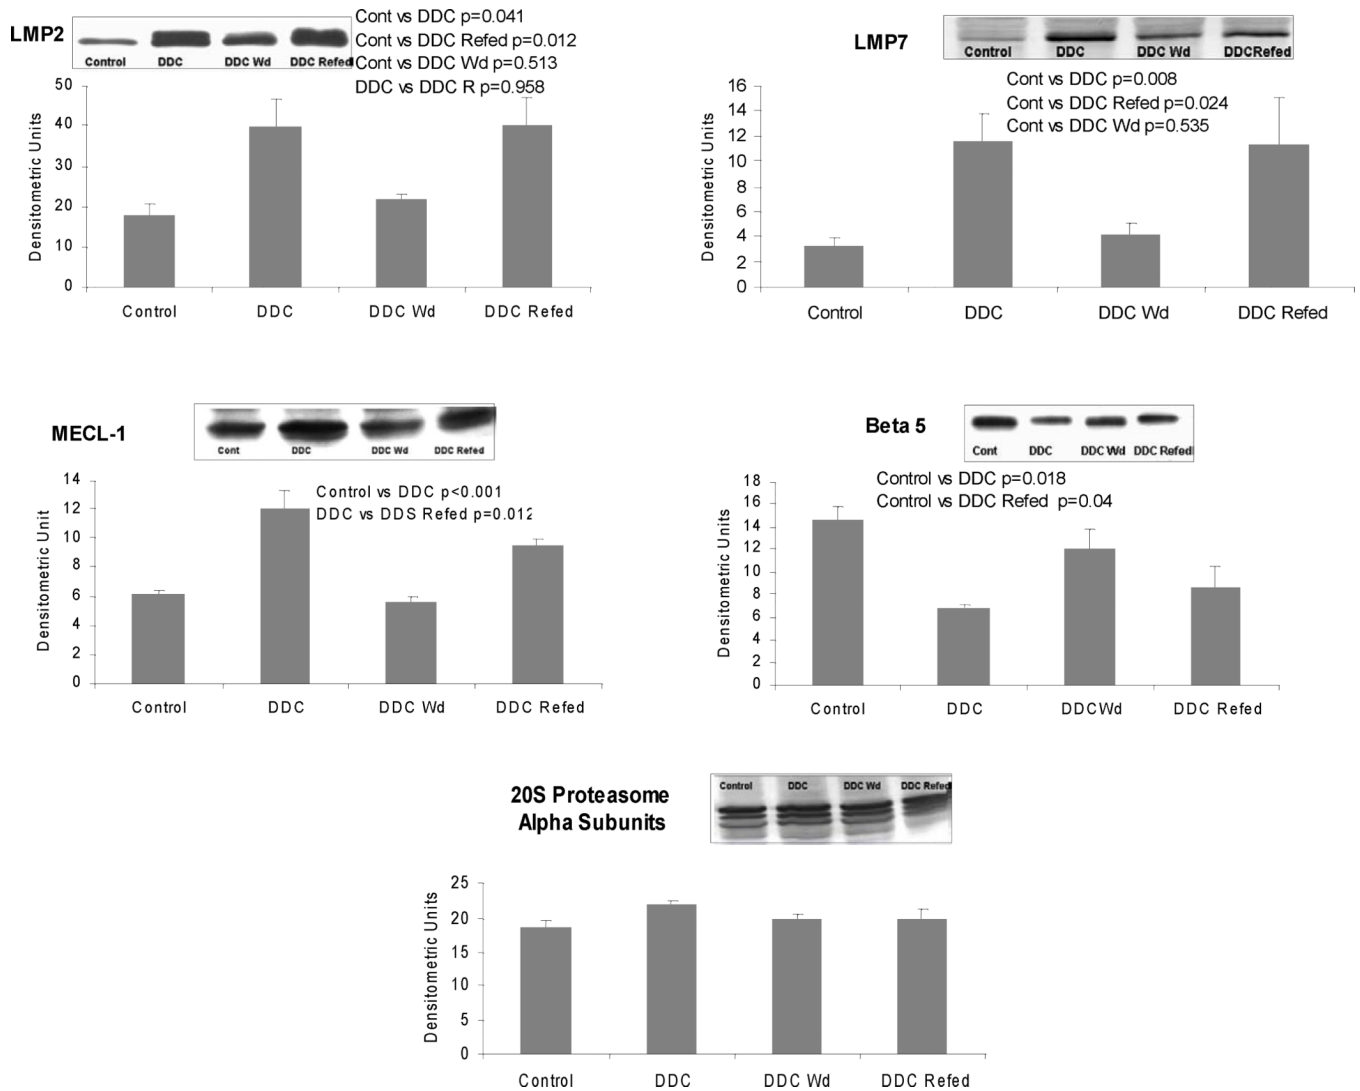 LMP2
Control DDC DDC Wd DDC Refed
Cont vs DDC p=0.041
Cont vs DDC Refed p=0.012
Cont vs DDC Wd p=0.513
DDC vs DDC R p=0.958
Densitometric Units
50
40
30
20
10
0
Control DDC DDC Wd DDC Refed
LMP7
Control DDC DDC Wd DDCRefed
Cont vs DDC p=0.008
Cont vs DDC Refed p=0.024
Cont vs DDC Wd p=0.535
Densitometric Units
16
14
12
10
8
6
4
2
0
Control DDC DDC Wd DDC Refed
MECL-1
Cont DDC DDC Wd DDC Refed
Control vs DDC p<0.001
DDC vs DDS Refed p=0.012
Densitometric Unit
14
12
10
8
6
4
2
0
Control DDC DDC Wd DDC Refed
Beta 5
Cont DDC DDC Wd DDC Refed
Control vs DDC p=0.018
Control vs DDC Refed p=0.04
Densitometric Units
18
16
14
12
10
8
6
4
2
0
Control DDC DDCWd DDC Refed
20S Proteasome
Alpha Subunits
Control DDC DDC Wd DDC Refed
Densitometric Units
25
20
15
10
5
0
Control DDC DDC Wd DDC Refed